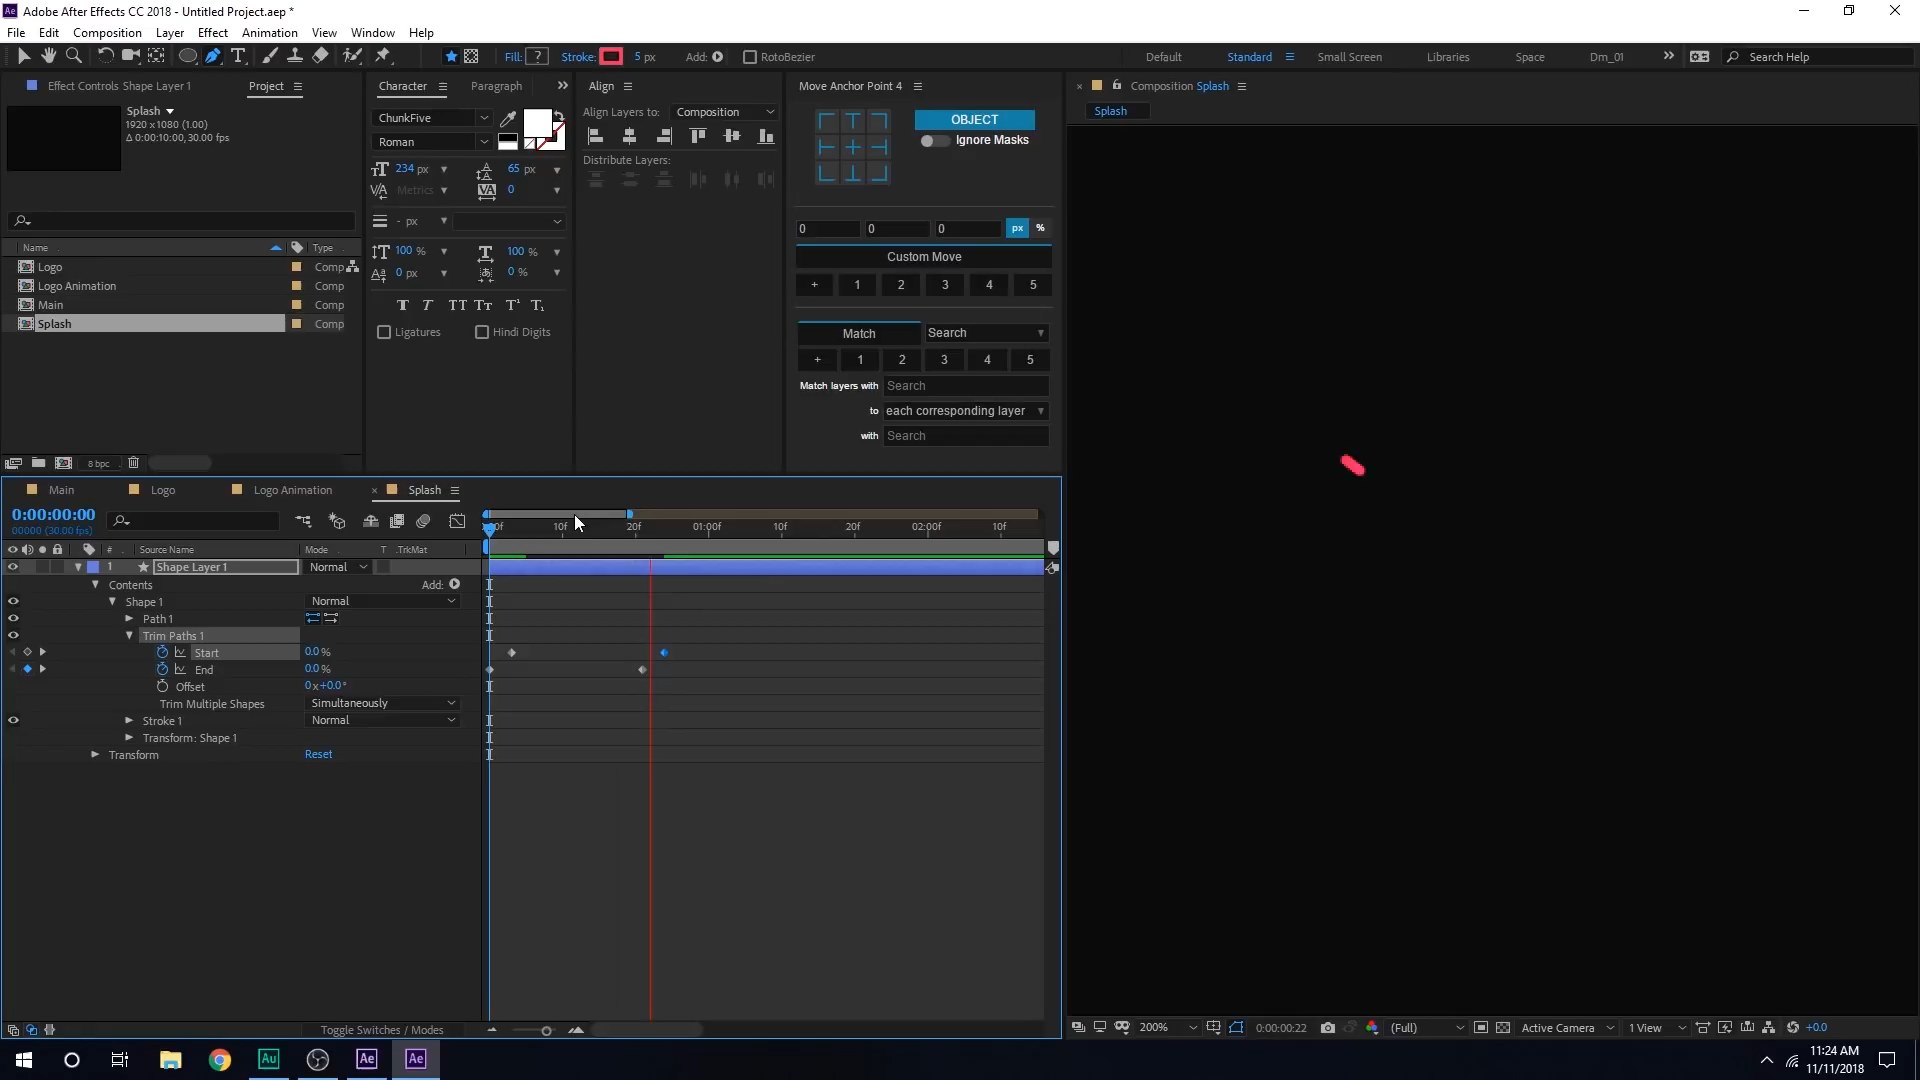 Adobe After Effects CC 2018 - Untitled Project.aep *
File Edit Composition Layer Effect Animation View Window Help
Fill: ? Stroke: 5 px Add: RotoBezier Default Standard Small Screen Libraries Space Dm_01 Search Help
Effect Controls Shape Layer 1 Project
Splash
1920 x1080 (1.00)
Δ 0:00:10:00, 30.00 fps
Name Type
Logo Comp
Logo Animation Comp
Main Comp
Splash Comp
8 bpc
Character Paragraph
ChunkFive
Roman
234 px 65 px
Metrics 0
- px
100 % 100 %
0 px 0 %
Ligatures Hindi Digits
Align
Align Layers to: Composition
Distribute Layers:
Move Anchor Point 4
OBJECT
Ignore Masks
0 0 0 px %
Custom Move
+ 1 2 3 4 5
Match Search
+ 1 2 3 4 5
Match layers with Search
to each corresponding layer
with Search
Composition Splash
Splash
Main Logo Logo Animation Splash
0:00:00:00
00000 (30.00 fps)
10f 20f 01:00f 10f 20f 02:00f 10f
# Source Name Mode T .TrkMat
1 Shape Layer 1 Normal
Contents Add:
Shape 1 Normal
Path 1
Trim Paths 1
Start 0.0 %
End 0.0 %
Offset 0 x+0.0 °
Trim Multiple Shapes Simultaneously
Stroke 1 Normal
Transform: Shape 1
Transform Reset
Toggle Switches / Modes
200% 0:00:00:22 (Full) Active Camera 1 View +0.0
Au Ae Ae
11:24 AM
11/11/2018